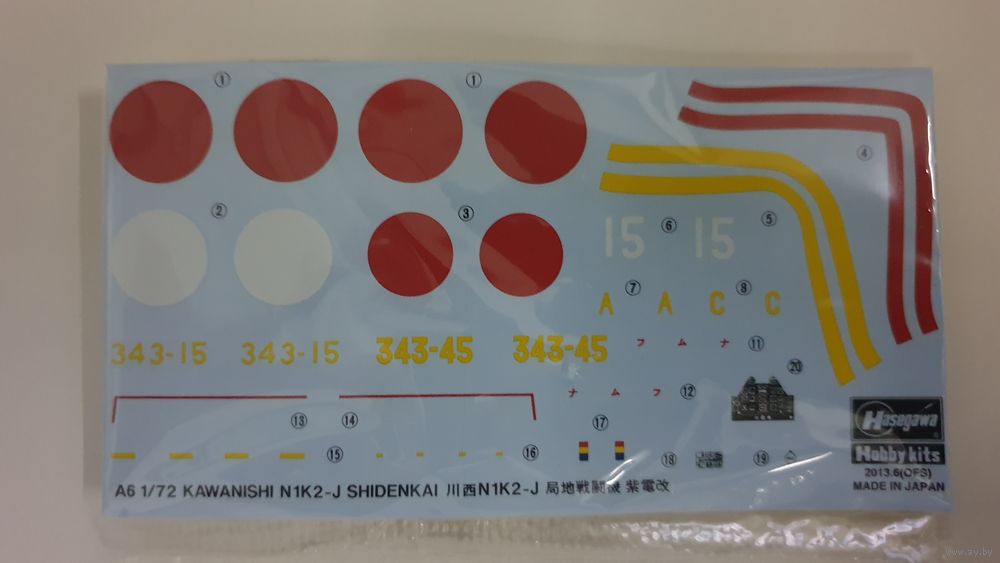 ① ①
④
② ③
15 ⑥ 15 ⑤
⑦ ⑧
A A C C
343-15 343-15 343-45 343-45
フ ム ナ ⑪
⑳
ナ ム フ ⑫
⑬ ⑭ ⑰
⑮ ⑯ ⑱ ⑲
Hasegawa
Hobby kits
2013.6(OFS)
MADE IN JAPAN
A6 1/72 KAWANISHI N1K2-J SHIDENKAI 川西N1K2-J 局地戦闘機 紫電改
www.ay.by